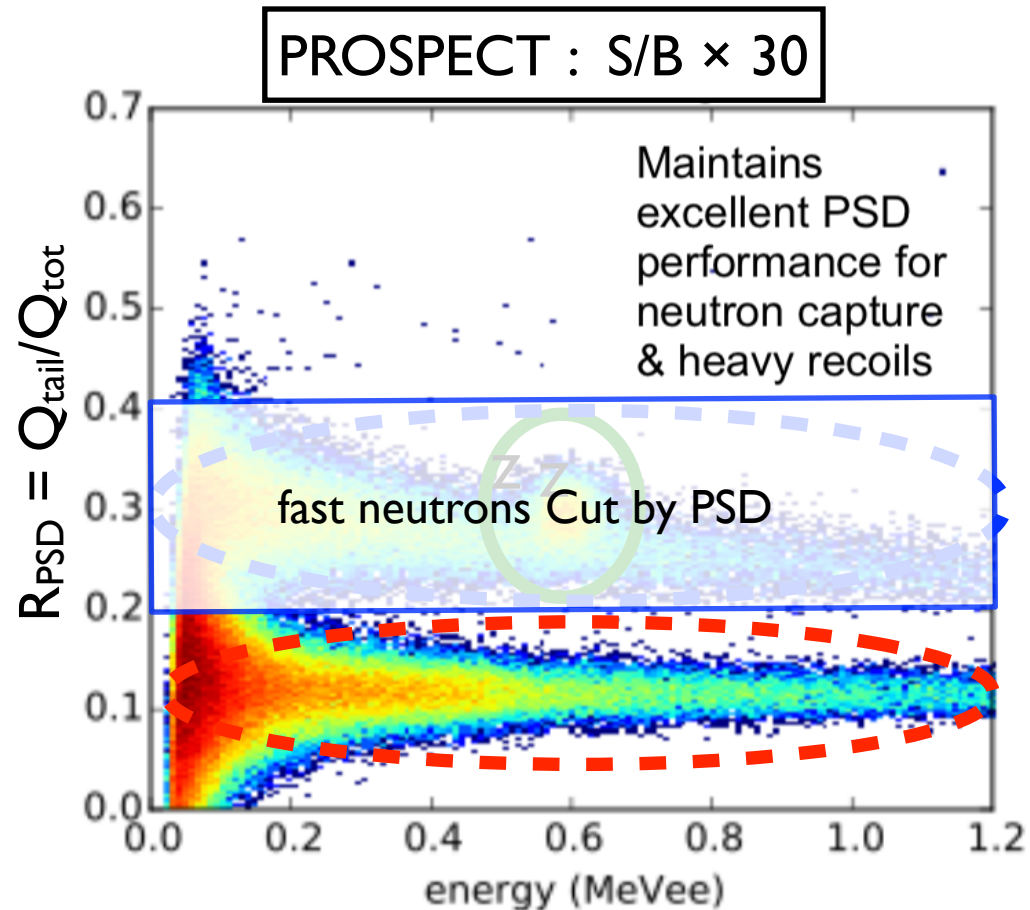 PROSPECT : S/B × 30
0.7
0.6
0.5
0.4
0.3
0.2
0.1
0.0
R_PSD = Q_tail/Q_tot
Maintains
excellent PSD
performance for
neutron capture
& heavy recoils
fast neutrons Cut by PSD
0.0 0.2 0.4 0.6 0.8 1.0 1.2
energy (MeVee)